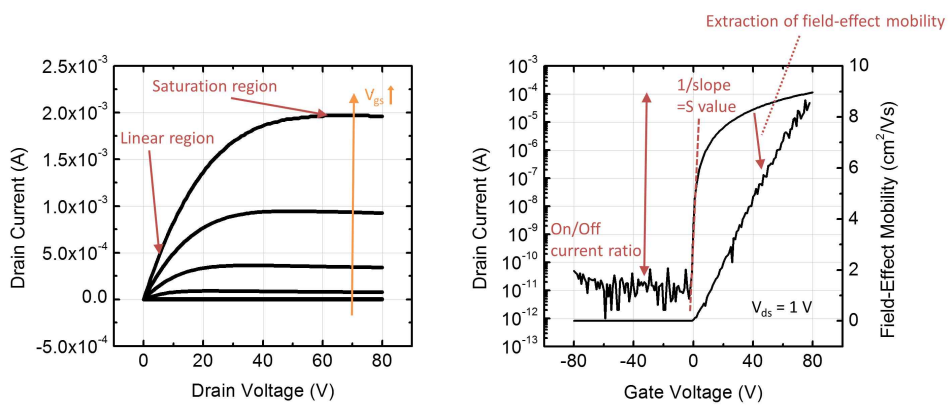 Extraction of field-effect mobility
2.5x10⁻³
2.0x10⁻³
1.5x10⁻³
1.0x10⁻³
5.0x10⁻⁴
0.0
-5.0x10⁻⁴
Drain Current (A)
Saturation region
Linear region
Vgs ↑
0 20 40 60 80
Drain Voltage (V)
10⁻³
10⁻⁴
10⁻⁵
10⁻⁶
10⁻⁷
10⁻⁸
10⁻⁹
10⁻¹⁰
10⁻¹¹
10⁻¹²
10⁻¹³
Drain Current (A)
1/slope
=S value
On/Off
current ratio
Vds = 1 V
-80 -40 0 40 80
Gate Voltage (V)
10
8
6
4
2
0
Field-Effect Mobility (cm²/Vs)